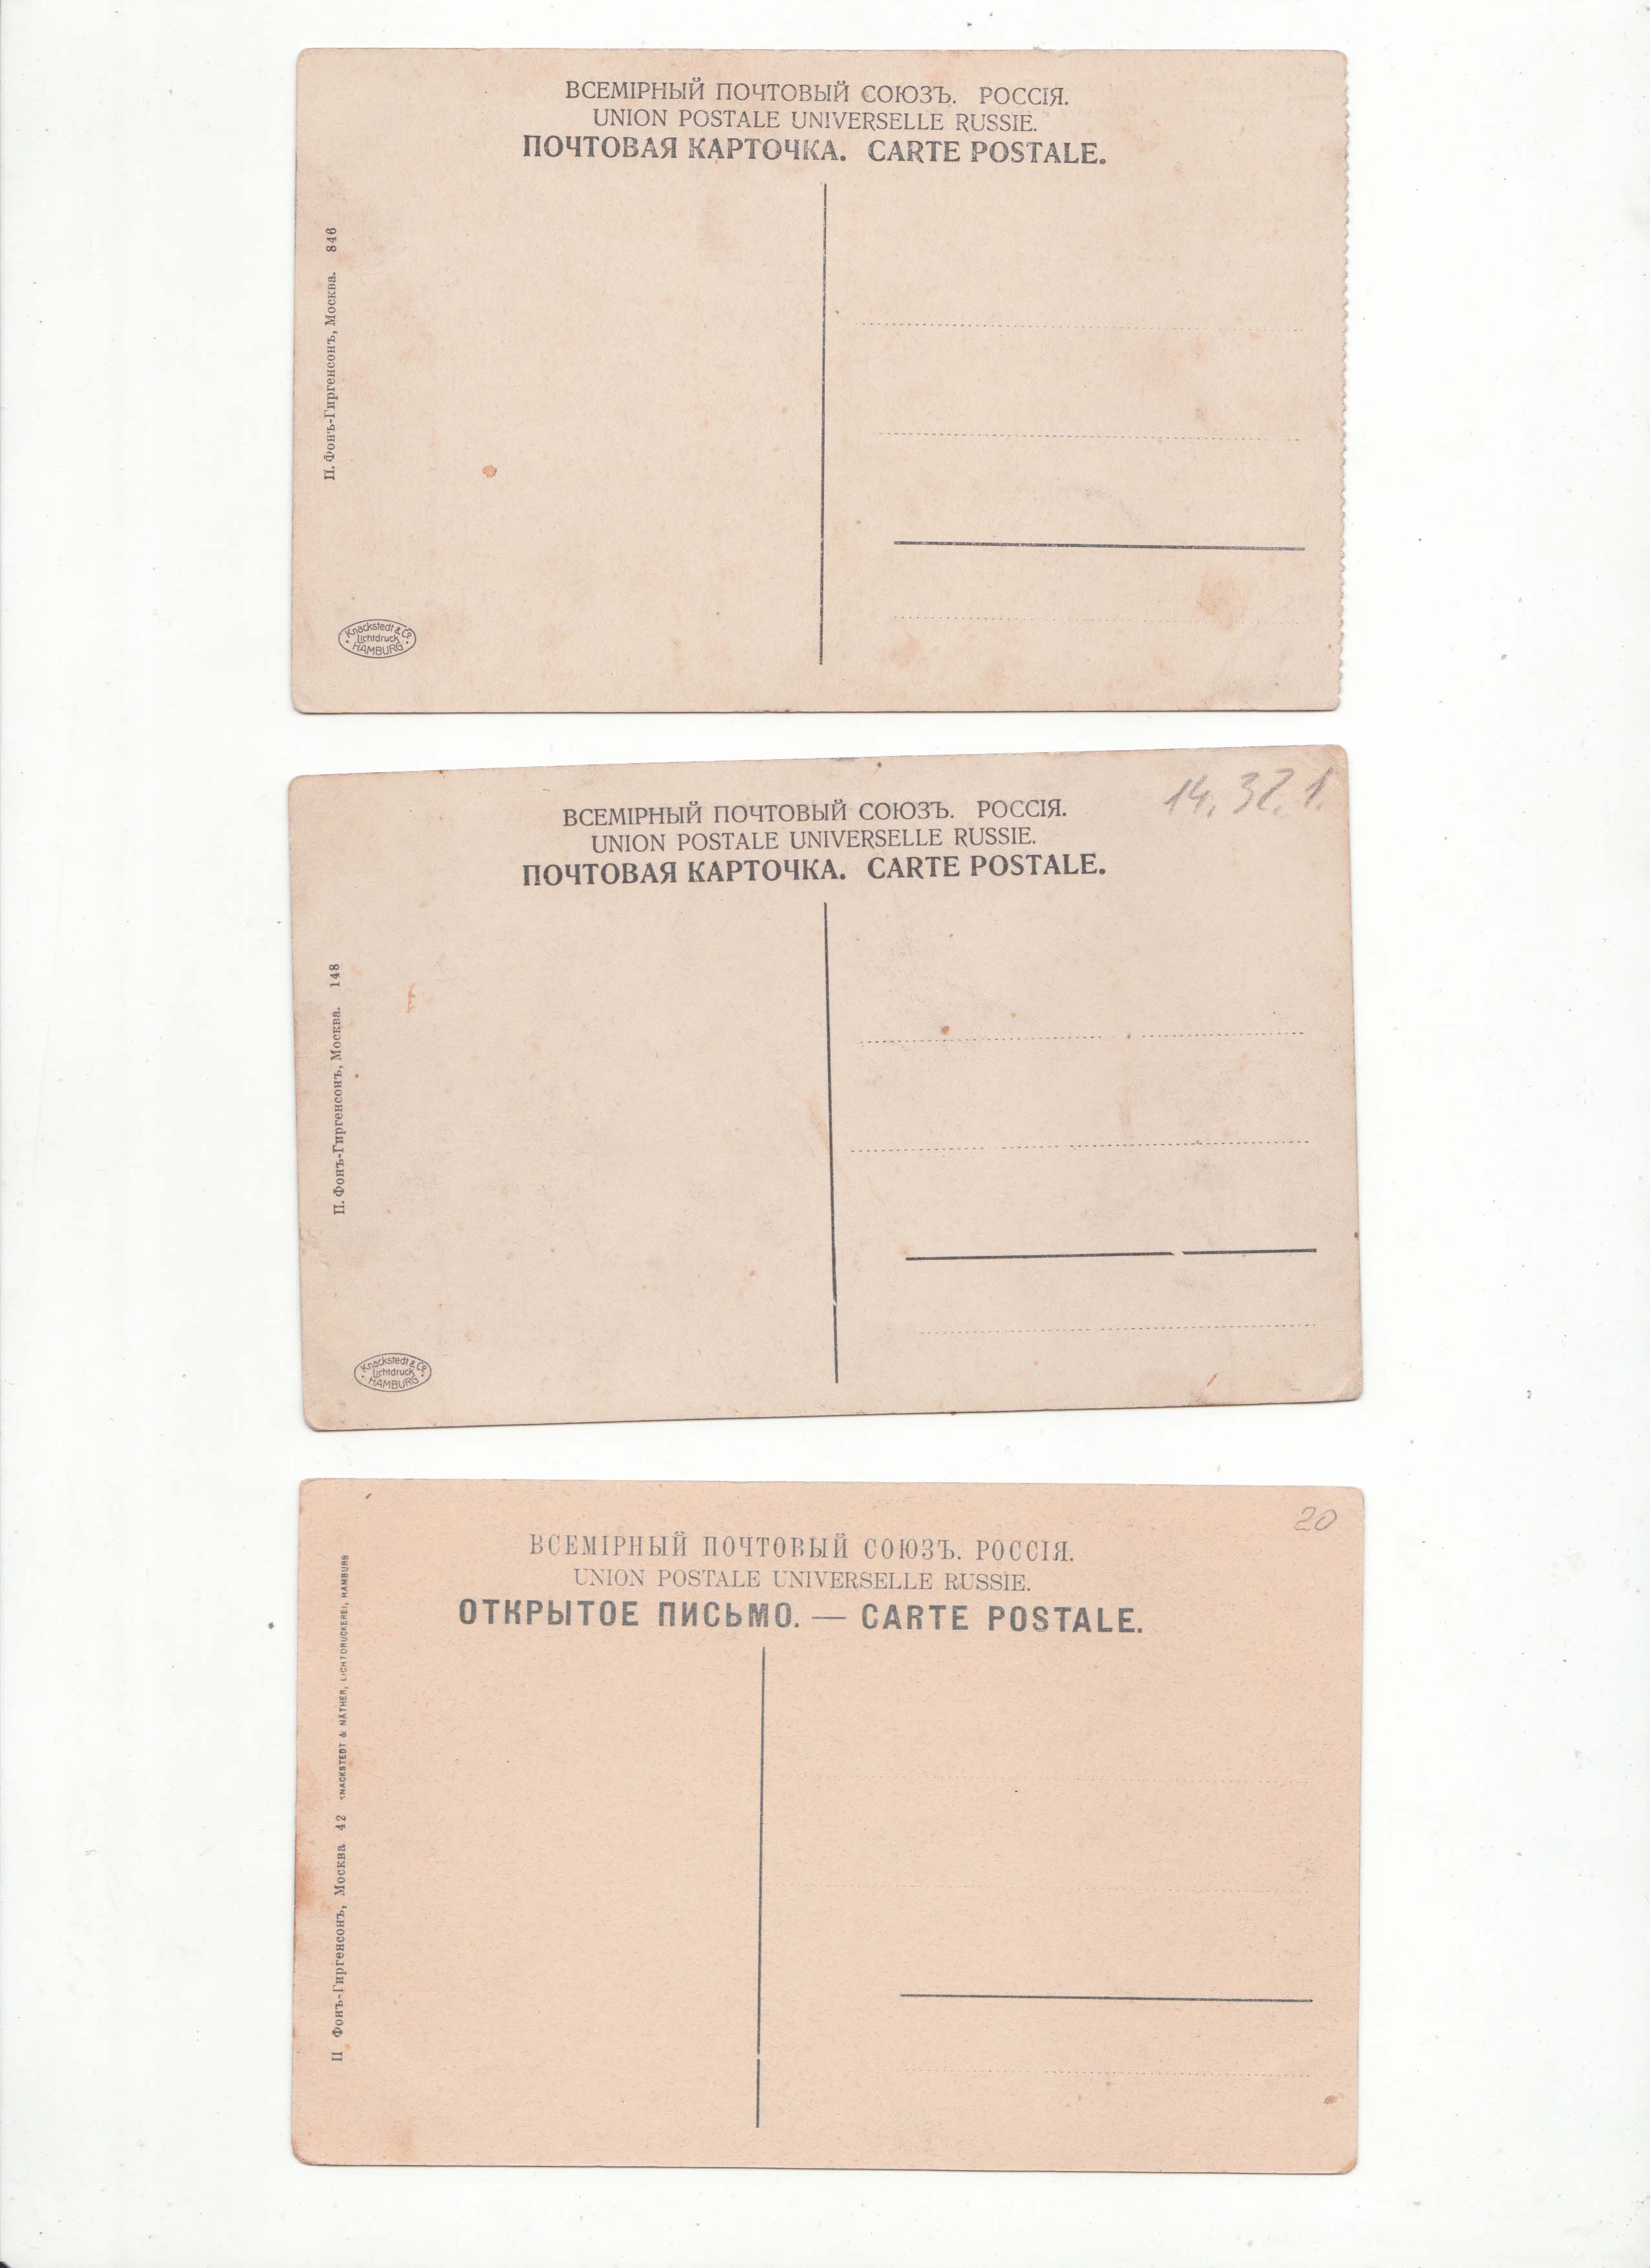 ВСЕМІРНЫЙ ПОЧТОВЫЙ СОЮЗЪ. РОССІЯ.
UNION POSTALE UNIVERSELLE RUSSIE.
ПОЧТОВАЯ КАРТОЧКА. CARTE POSTALE.
П. Фонъ-Гиргенсонъ, Москва. 846
Knackstedt & Co.
Lichtdruck
HAMBURG
14. 32. 1.
ВСЕМІРНЫЙ ПОЧТОВЫЙ СОЮЗЪ. РОССІЯ.
UNION POSTALE UNIVERSELLE RUSSIE.
ПОЧТОВАЯ КАРТОЧКА. CARTE POSTALE.
П. Фонъ-Гиргенсонъ, Москва. 148
Knackstedt & Co.
Lichtdruck
HAMBURG
20
ВСЕМІРНЫЙ ПОЧТОВЫЙ СОЮЗЪ. РОССІЯ.
UNION POSTALE UNIVERSELLE RUSSIE.
ОТКРЫТОЕ ПИСЬМО. — CARTE POSTALE.
П Фонъ-Гиргенсонъ, Москва 42 KNACKSTEDT & NÄTHER, LICHTDRUCKEREI, HAMBURG